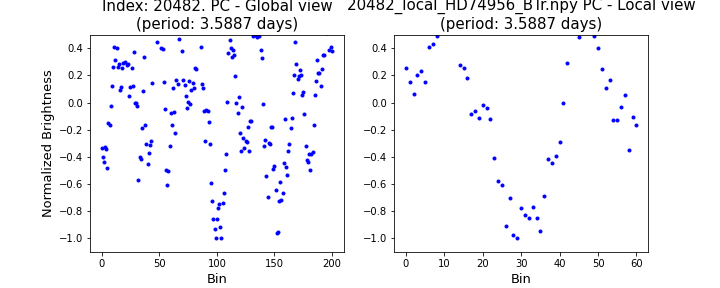 Index: 20482. PC - Global view
(period: 3.5887 days)
20482_local_HD74956_BTr.npy PC - Local view
(period: 3.5887 days)
Normalized Brightness
0.4
0.2
0.0
−0.2
−0.4
−0.6
−0.8
−1.0
0 50 100 150 200
Bin
0.4
0.2
0.0
−0.2
−0.4
−0.6
−0.8
−1.0
0 10 20 30 40 50 60
Bin